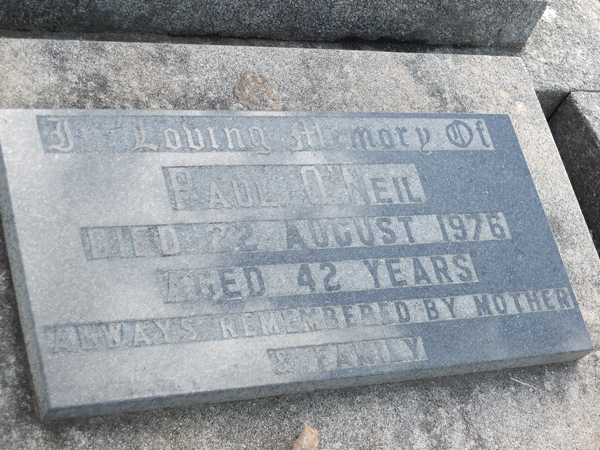 In Loving Memory Of
PAUL O'NEIL
DIED 22 AUGUST 1976
AGED 42 YEARS
ALWAYS REMEMBERED BY MOTHER
& FAMILY